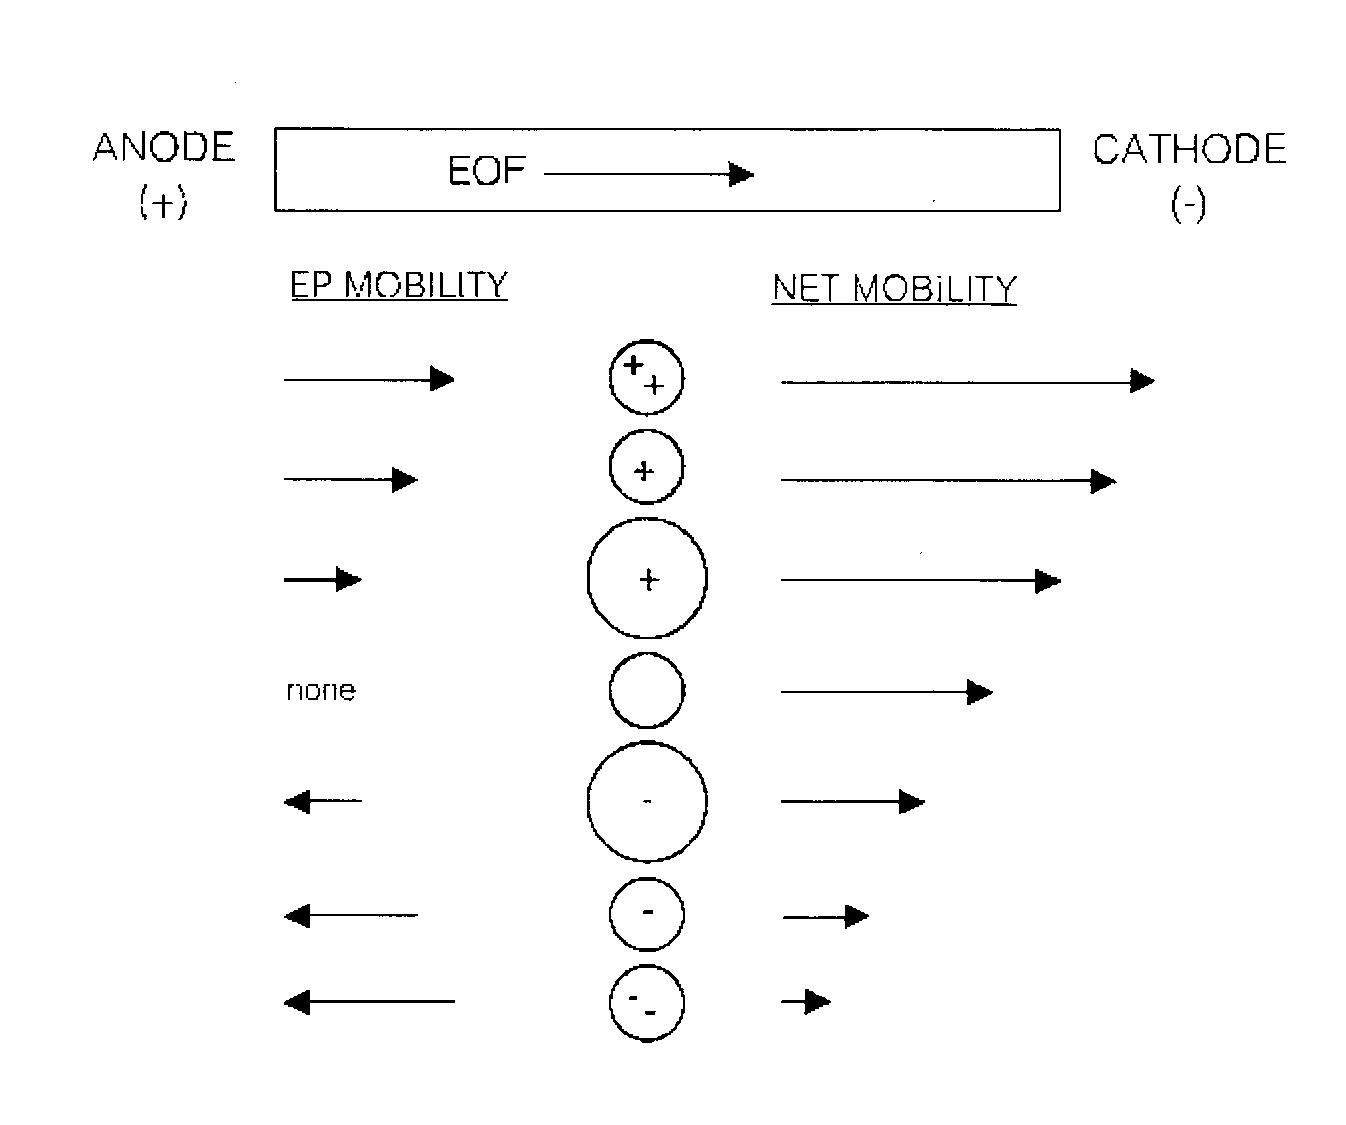 ANODE
(+)
EOF
CATHODE
(-)
EP MOBILITY
NET MOBiLITY
+
+
+
+
none
-
-
-
-